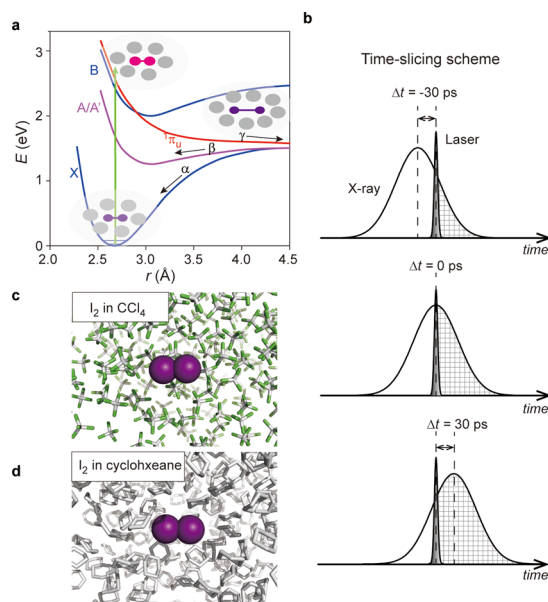 a
3
2
1
0
E (eV)
B
A/A'
X
¹πu
γ
β
α
2.0 2.5 3.0 3.5 4.0 4.5
r (Å)
b
Time-slicing scheme
Δt = -30 ps
Laser
X-ray
time
Δt = 0 ps
time
Δt = 30 ps
time
c
I₂ in CCl₄
d
I₂ in cyclohxeane